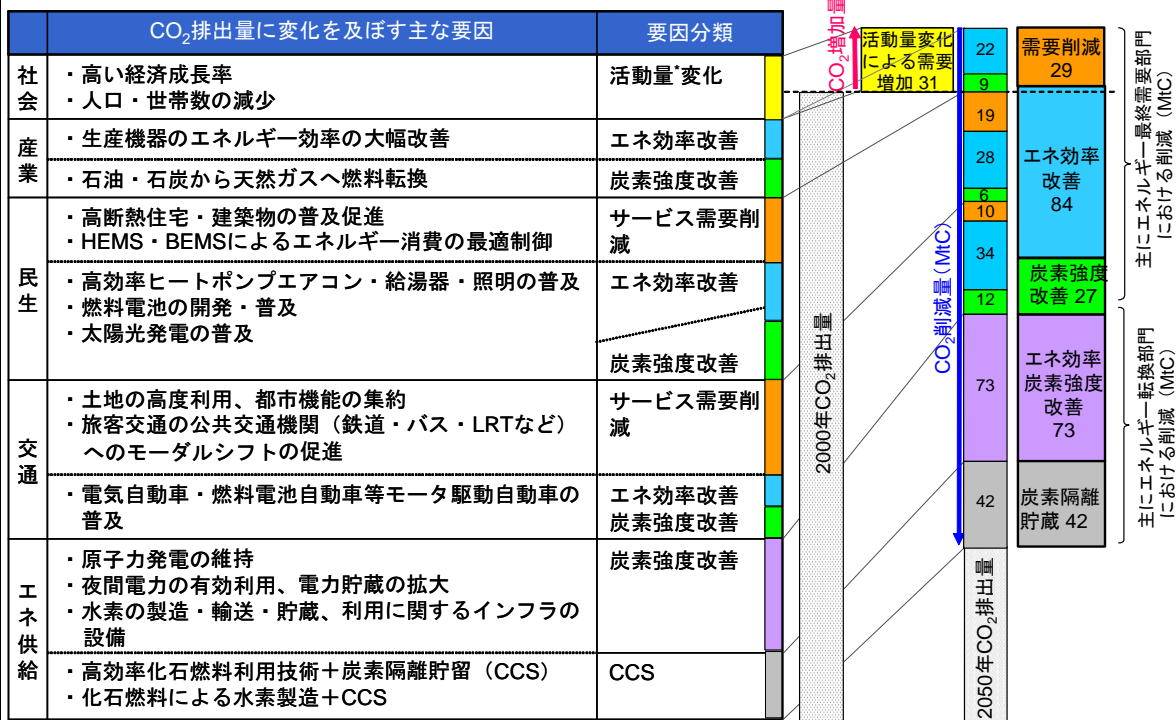 CO₂排出量に変化を及ぼす主な要因
要因分類
社会
・高い経済成長率
・人口・世帯数の減少
活動量*変化
産業
・生産機器のエネルギー効率の大幅改善
エネ効率改善
・石油・石炭から天然ガスへ燃料転換
炭素強度改善
民生
・高断熱住宅・建築物の普及促進
・HEMS・BEMSによるエネルギー消費の最適制御
サービス需要削
減
・高効率ヒートポンプエアコン・給湯器・照明の普及
・燃料電池の開発・普及
・太陽光発電の普及
エネ効率改善
炭素強度改善
交通
・土地の高度利用、都市機能の集約
・旅客交通の公共交通機関（鉄道・バス・LRTなど）
へのモーダルシフトの促進
サービス需要削
減
・電気自動車・燃料電池自動車等モータ駆動自動車の
普及
エネ効率改善
炭素強度改善
エネ供給
・原子力発電の維持
・夜間電力の有効利用、電力貯蔵の拡大
・水素の製造・輸送・貯蔵、利用に関するインフラの
設備
炭素強度改善
・高効率化石燃料利用技術＋炭素隔離貯留（CCS）
・化石燃料による水素製造＋CCS
CCS
CO₂増加量
活動量変化
による需要
増加 31
2000年CO₂排出量
CO₂削減量(MtC)
22
9
19
28
6
10
34
12
73
42
2050年CO₂排出量
需要削減
29
エネ効率
改善
84
炭素強度
改善 27
エネ効率
炭素強度
改善
73
炭素隔離
貯蔵 42
主にエネルギー最終需要部門
における削減（MtC）
主にエネルギー転換部門
における削減（MtC）